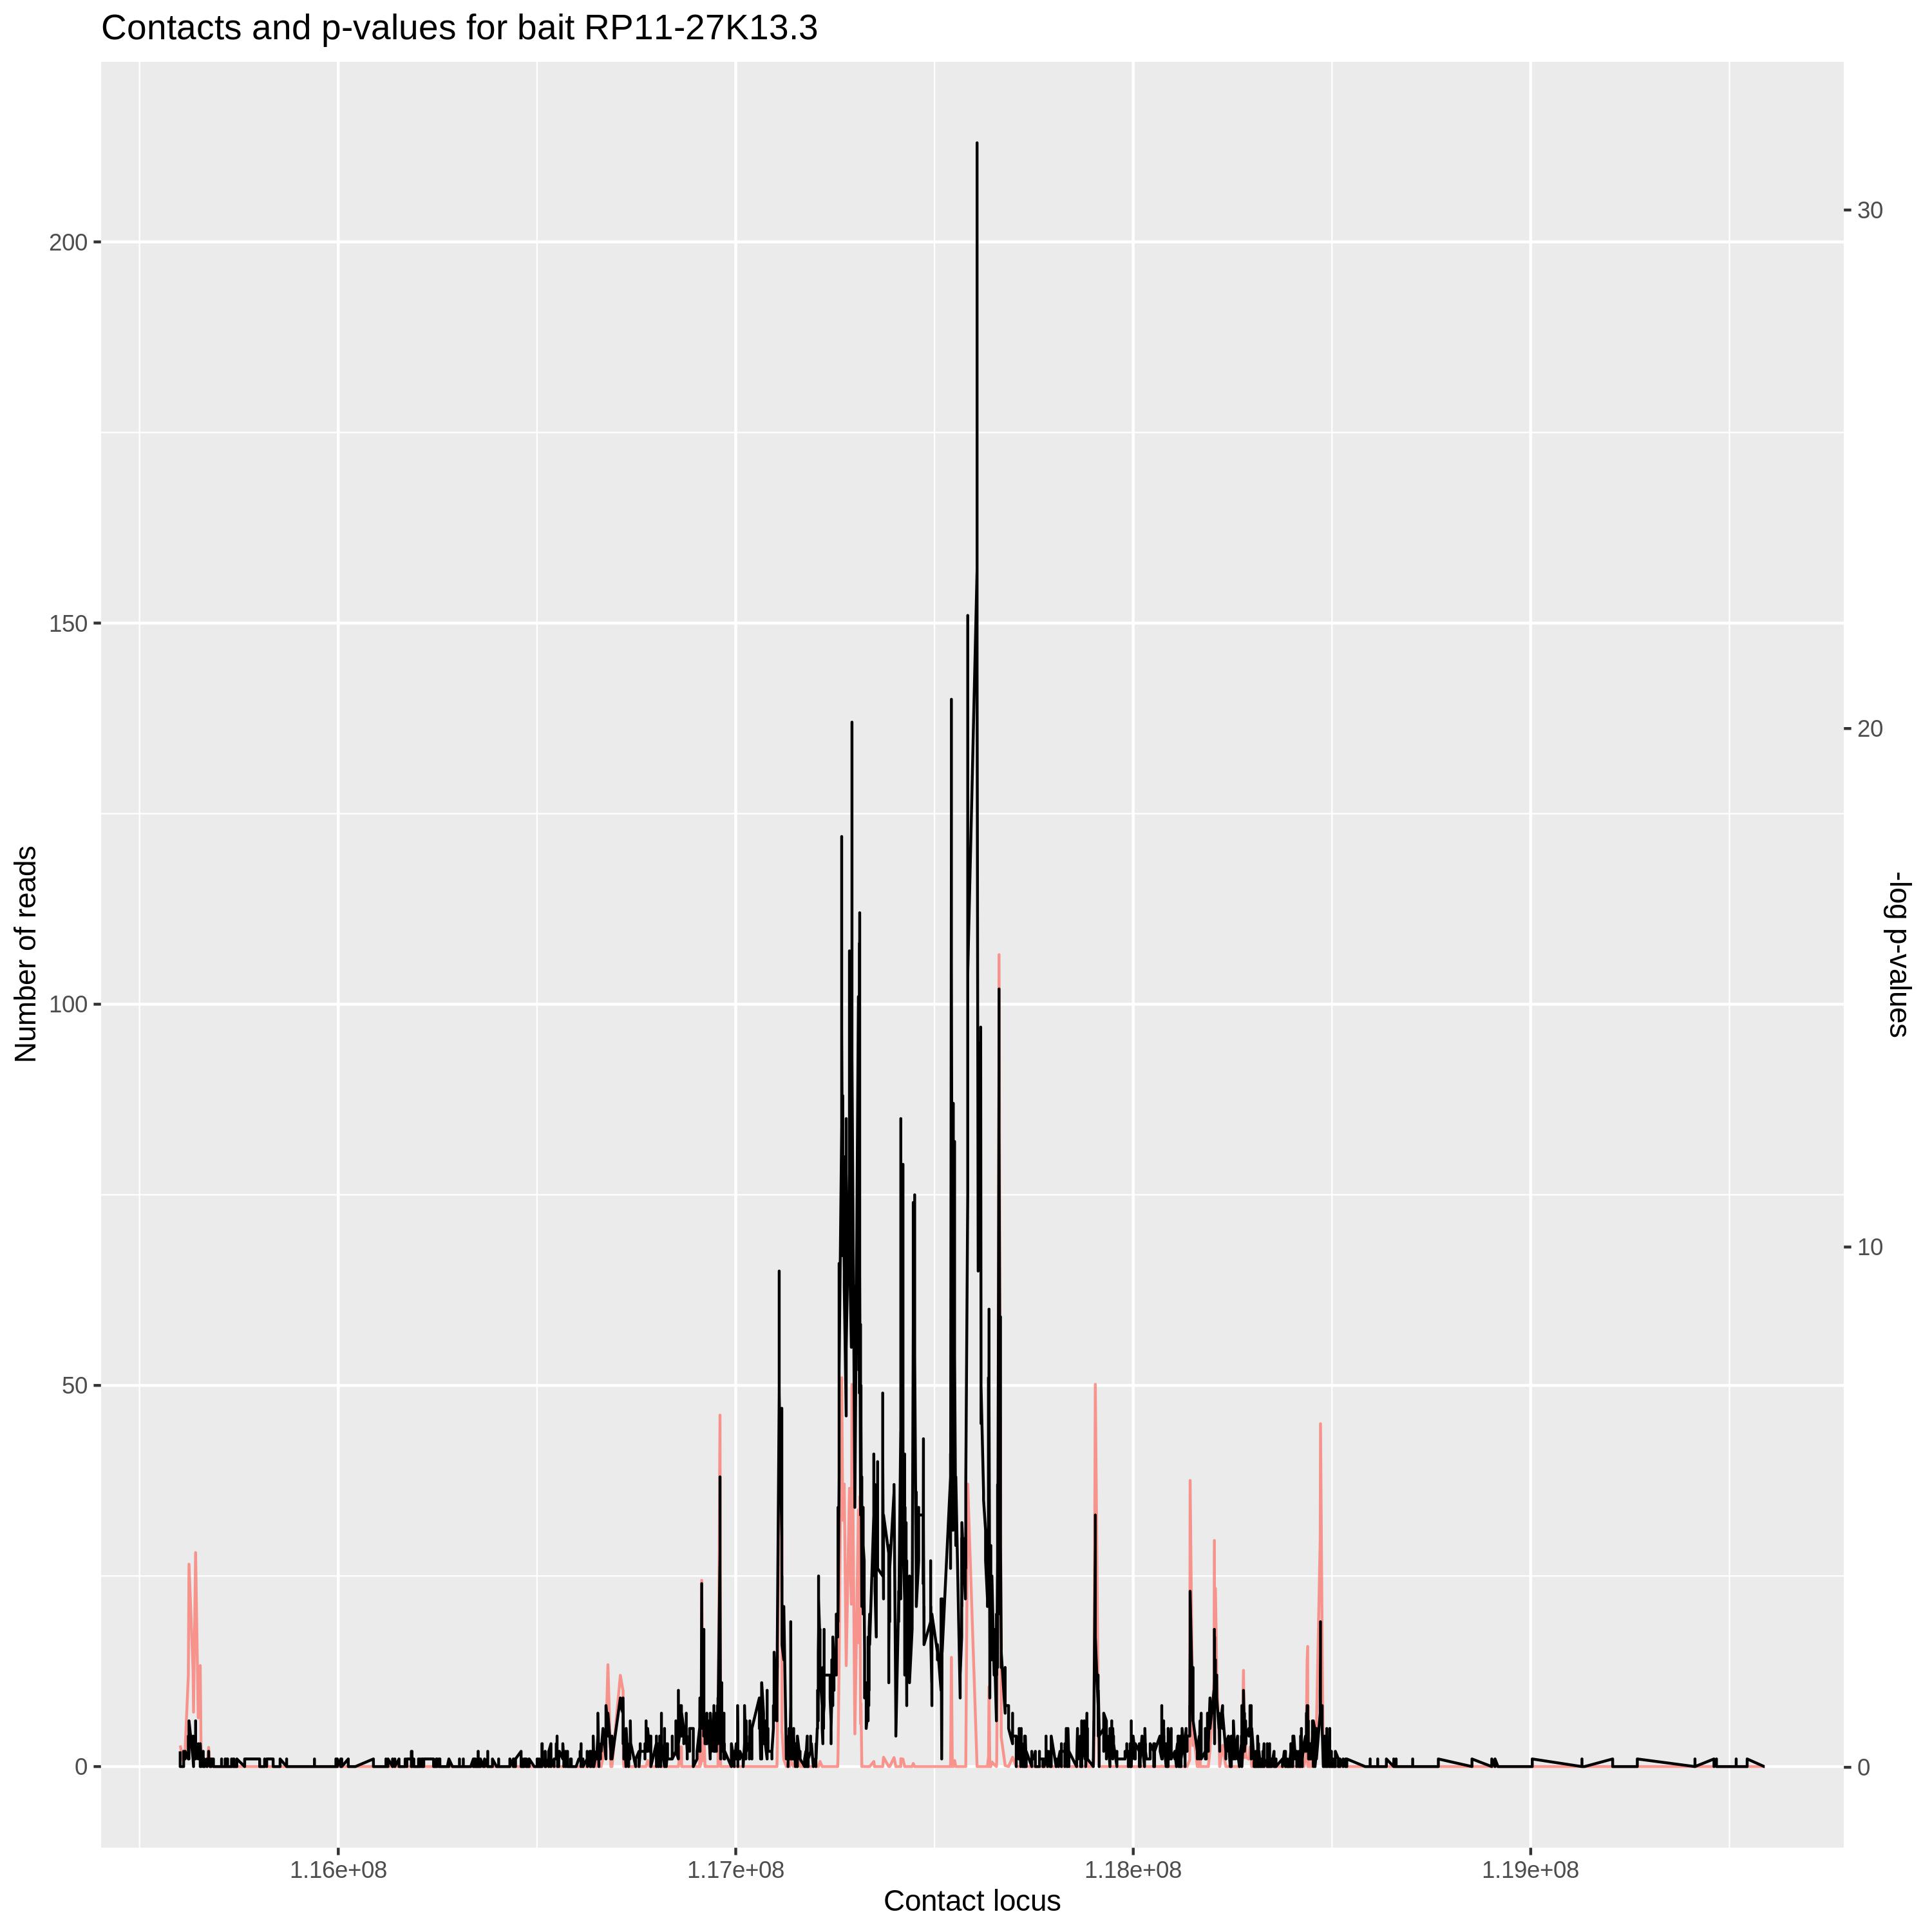 Contacts and p-values for bait RP11-27K13.3
200
150
100
50
0
30
20
10
0
Number of reads
-log p-values
1.16e+08
1.17e+08
1.18e+08
1.19e+08
Contact locus